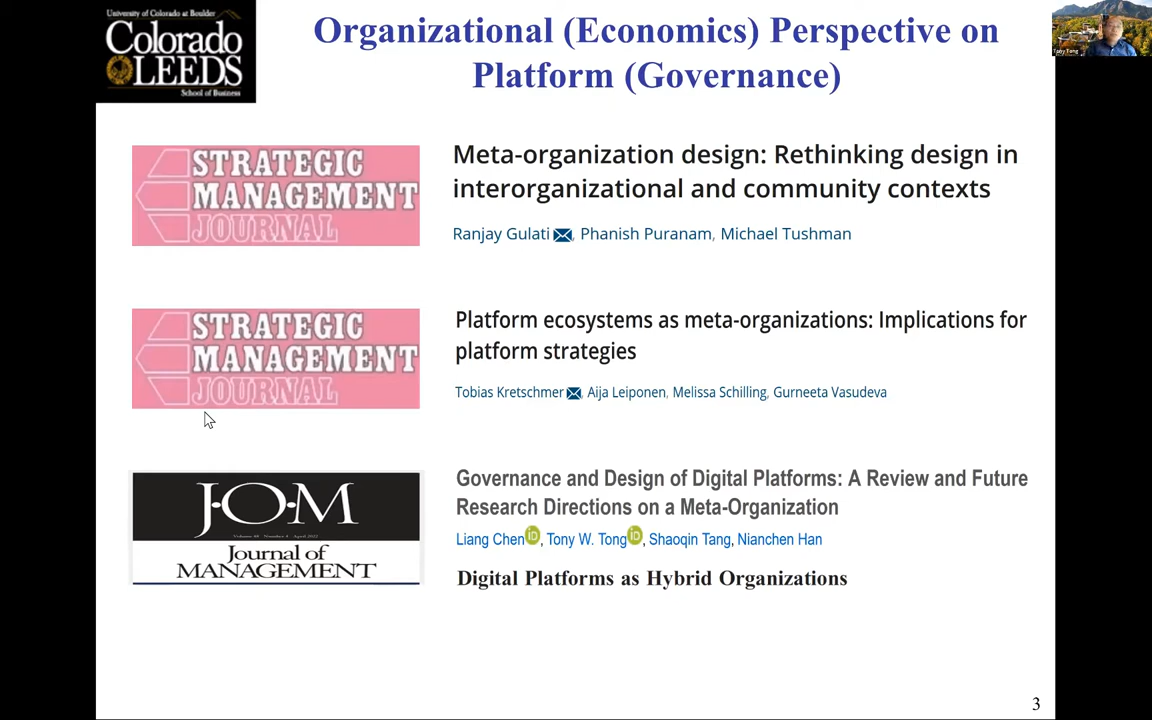 University of Colorado at Boulder
Colorado
LEEDS
School of Business
Organizational (Economics) Perspective on
Platform (Governance)
Tony Tong
STRATEGIC
MANAGEMENT
JOURNAL
Meta-organization design: Rethinking design in
interorganizational and community contexts
Ranjay Gulati, Phanish Puranam, Michael Tushman
STRATEGIC
MANAGEMENT
JOURNAL
Platform ecosystems as meta-organizations: Implications for
platform strategies
Tobias Kretschmer, Aija Leiponen, Melissa Schilling, Gurneeta Vasudeva
J·O·M
Journal of
MANAGEMENT
Governance and Design of Digital Platforms: A Review and Future
Research Directions on a Meta-Organization
Liang Chen iD, Tony W. Tong iD, Shaoqin Tang, Nianchen Han
Digital Platforms as Hybrid Organizations
3